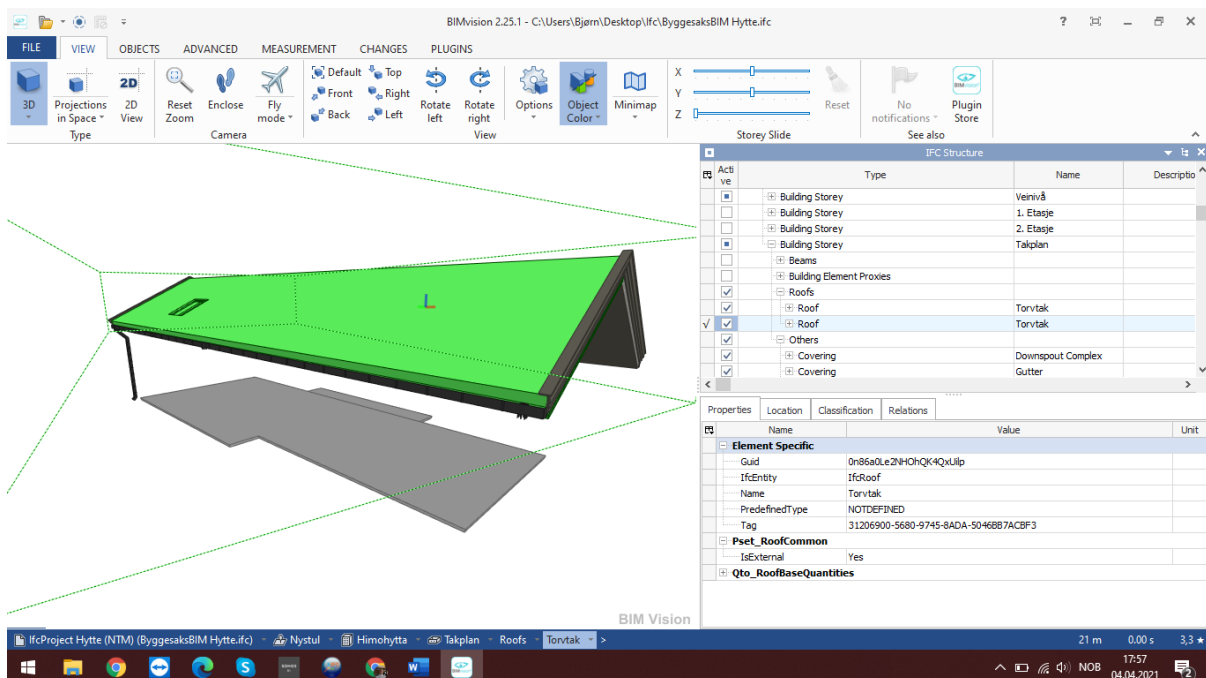 BIMvision 2.25.1 - C:\Users\Bjørn\Desktop\Ifc\ByggesaksBIM Hytte.ifc
FILE VIEW OBJECTS ADVANCED MEASUREMENT CHANGES PLUGINS
3D
Projections in Space
2D
2D View
Type
Reset Zoom
Enclose
Fly mode
Camera
Default Top
Front Right
Back Left
Rotate left
Rotate right
View
Options
Object Color
Minimap
X
Y
Z
Reset
Storey Slide
No notifications
Plugin Store
See also
IFC Structure
Active Type Name Descriptio
Building Storey Veinivå
Building Storey 1. Etasje
Building Storey 2. Etasje
Building Storey Takplan
Beams
Building Element Proxies
Roofs
Roof Torvtak
Roof Torvtak
Others
Covering Downspout Complex
Covering Gutter
Properties Location Classification Relations
Name Value Unit
Element Specific
Guid 0n86a0Le2NHOhQK4QxUilp
IfcEntity IfcRoof
Name Torvtak
PredefinedType NOTDEFINED
Tag 31206900-5680-9745-8ADA-5046BB7ACBF3
Pset_RoofCommon
IsExternal Yes
Qto_RoofBaseQuantities
BIM Vision
IfcProject Hytte (NTM) (ByggesaksBIM Hytte.ifc) Nystul Himohytta Takplan Roofs Torvtak >
21 m 0.00 s 3,3
NOB
17:57
04.04.2021
2